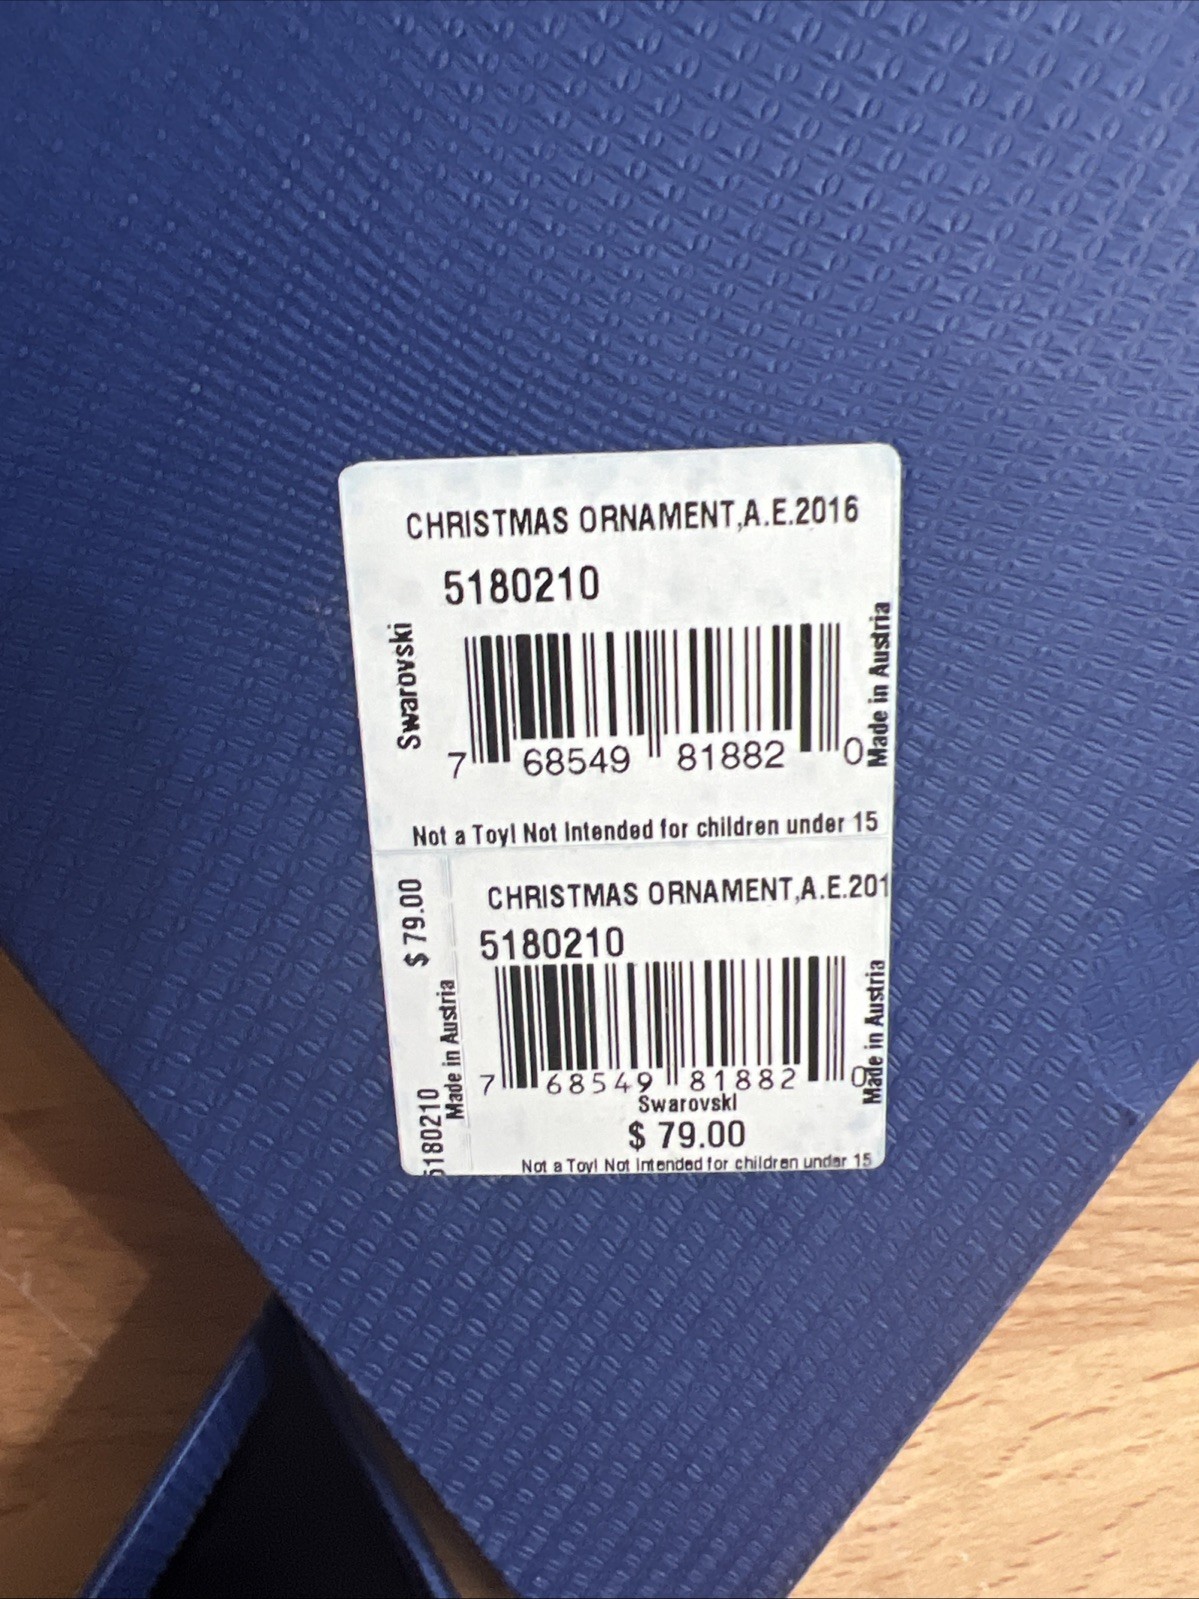 CHRISTMAS ORNAMENT,A.E.2016
5180210
Swarovski
Made in Austria
7 68549 81882 0
Not a Toy! Not Intended for children under 15
$ 79.00
5180210
Made in Austria
CHRISTMAS ORNAMENT,A.E.201
5180210
Made in Austria
7 68549 81882 0
Swarovski
$ 79.00
Not a Toy! Not Intended for children under 15